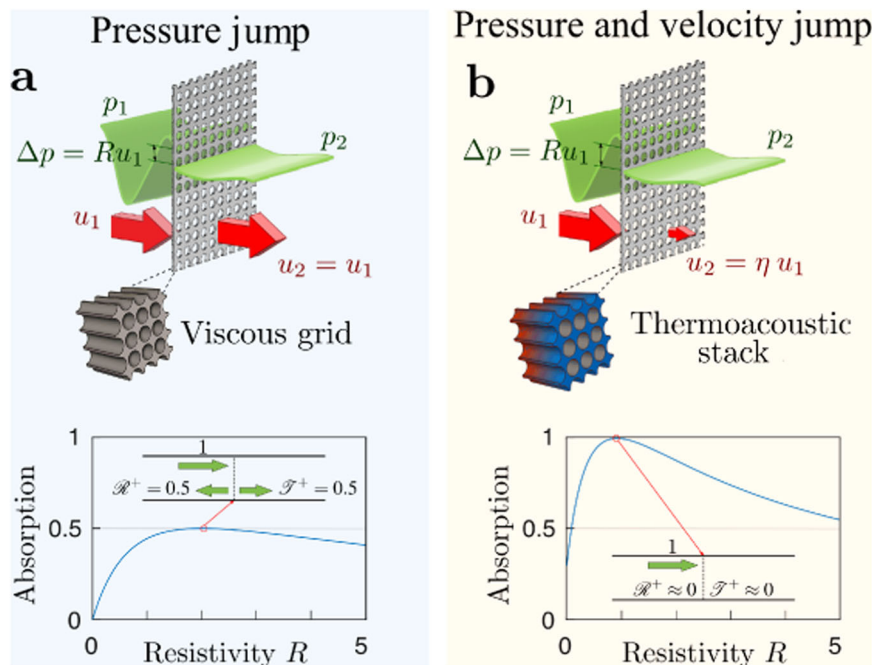 Pressure jump
a
p₁
p₂
Δp = Ru₁
u₁
u₂ = u₁
Viscous grid
1
Absorption
0.5
0
1
ℛ⁺ = 0.5
𝒯⁺ = 0.5
0
5
Resistivity R
Pressure and velocity jump
b
p₁
p₂
Δp = Ru₁
u₁
u₂ = η u₁
Thermoacoustic
stack
1
Absorption
0.5
0
1
ℛ⁺ ≈ 0
𝒯⁺ ≈ 0
0
5
Resistivity R